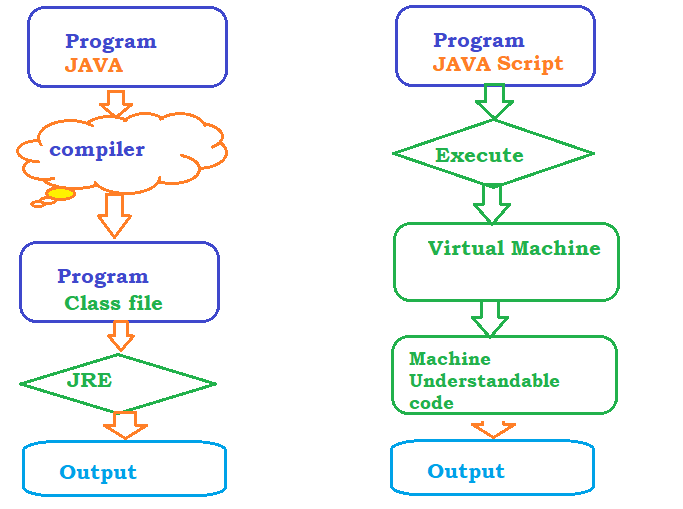 Program
JAVA
compiler
Program
Class file
JRE
Output
Program
JAVA Script
Execute
Virtual Machine
Machine
Understandable
code
Output